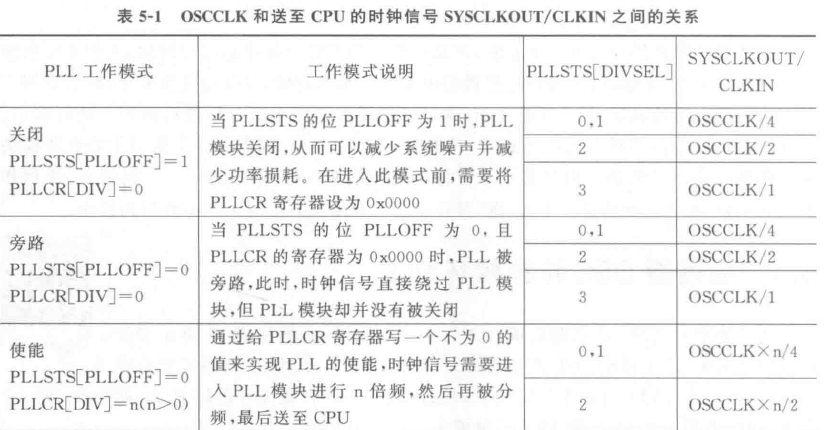 表 5-1 OSCCLK 和送至 CPU 的时钟信号 SYSCLKOUT/CLKIN 之间的关系
PLL 工作模式
工作模式说明
PLLSTS[DIVSEL]
SYSCLKOUT/
CLKIN
关闭
PLLSTS[PLLOFF]=1
PLLCR[DIV]=0
当 PLLSTS 的位 PLLOFF 为 1 时,PLL
模块关闭,从而可以减少系统噪声并减
少功率损耗。在进入此模式前,需要将
PLLCR 寄存器设为 0x0000
0,1
OSCCLK/4
2
OSCCLK/2
3
OSCCLK/1
旁路
PLLSTS[PLLOFF]=0
PLLCR[DIV]=0
当 PLLSTS 的位 PLLOFF 为 0,且
PLLCR 的寄存器为 0x0000 时,PLL 被
旁路,此时,时钟信号直接绕过 PLL 模
块,但 PLL 模块却并没有被关闭
0,1
OSCCLK/4
2
OSCCLK/2
3
OSCCLK/1
使能
PLLSTS[PLLOFF]=0
PLLCR[DIV]=n(n>0)
通过给 PLLCR 寄存器写一个不为 0 的
值来实现 PLL 的使能,时钟信号需要进
入 PLL 模块进行 n 倍频,然后再被分
频,最后送至 CPU
0,1
OSCCLK×n/4
2
OSCCLK×n/2